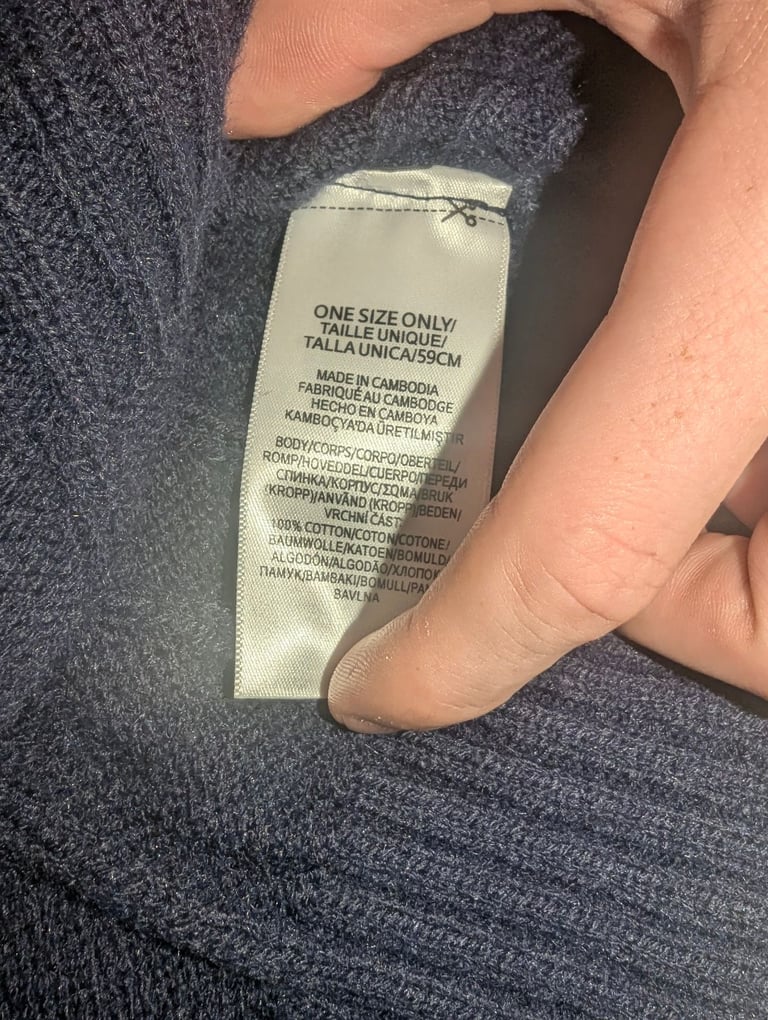 ONE SIZE ONLY/
TAILLE UNIQUE/
TALLA UNICA/59CM
MADE IN CAMBODIA
FABRIQUÉ AU CAMBODGE
HECHO EN CAMBOYA
KAMBOÇYA'DA ÜRETILMIŞTIR
BODY/CORPS/CORPO/OBERTEIL/
ROMP/HOVEDDEL/CUERPO/ПЕРЕДИ
СПИНКА/КОРПУС/ΣΩΜΑ/BRUK
(KROPP)/ANVÄND (KROPP)/BEDEN/
VRCHNÍ ČÁST:
100% COTTON/COTON/COTONE/
BAUMWOLLE/KATOEN/BOMULD/
ALGODÓN/ALGODÃO/ХЛОПОК
ПАМУК/BAMBAKI/BOMULL/
BAVLNA